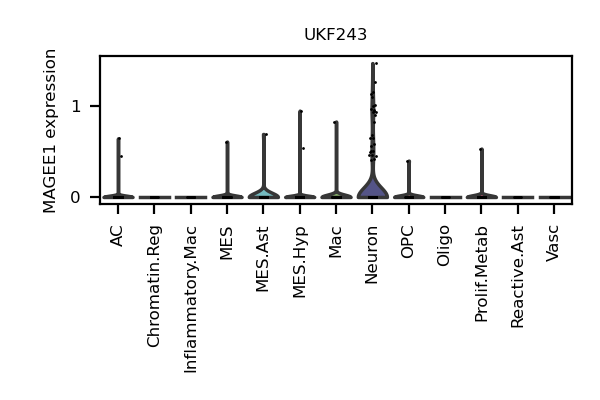 UKF243
MAGEE1 expression
1
0
AC
Chromatin.Reg
Inflammatory.Mac
MES
MES.Ast
MES.Hyp
Mac
Neuron
OPC
Oligo
Prolif.Metab
Reactive.Ast
Vasc